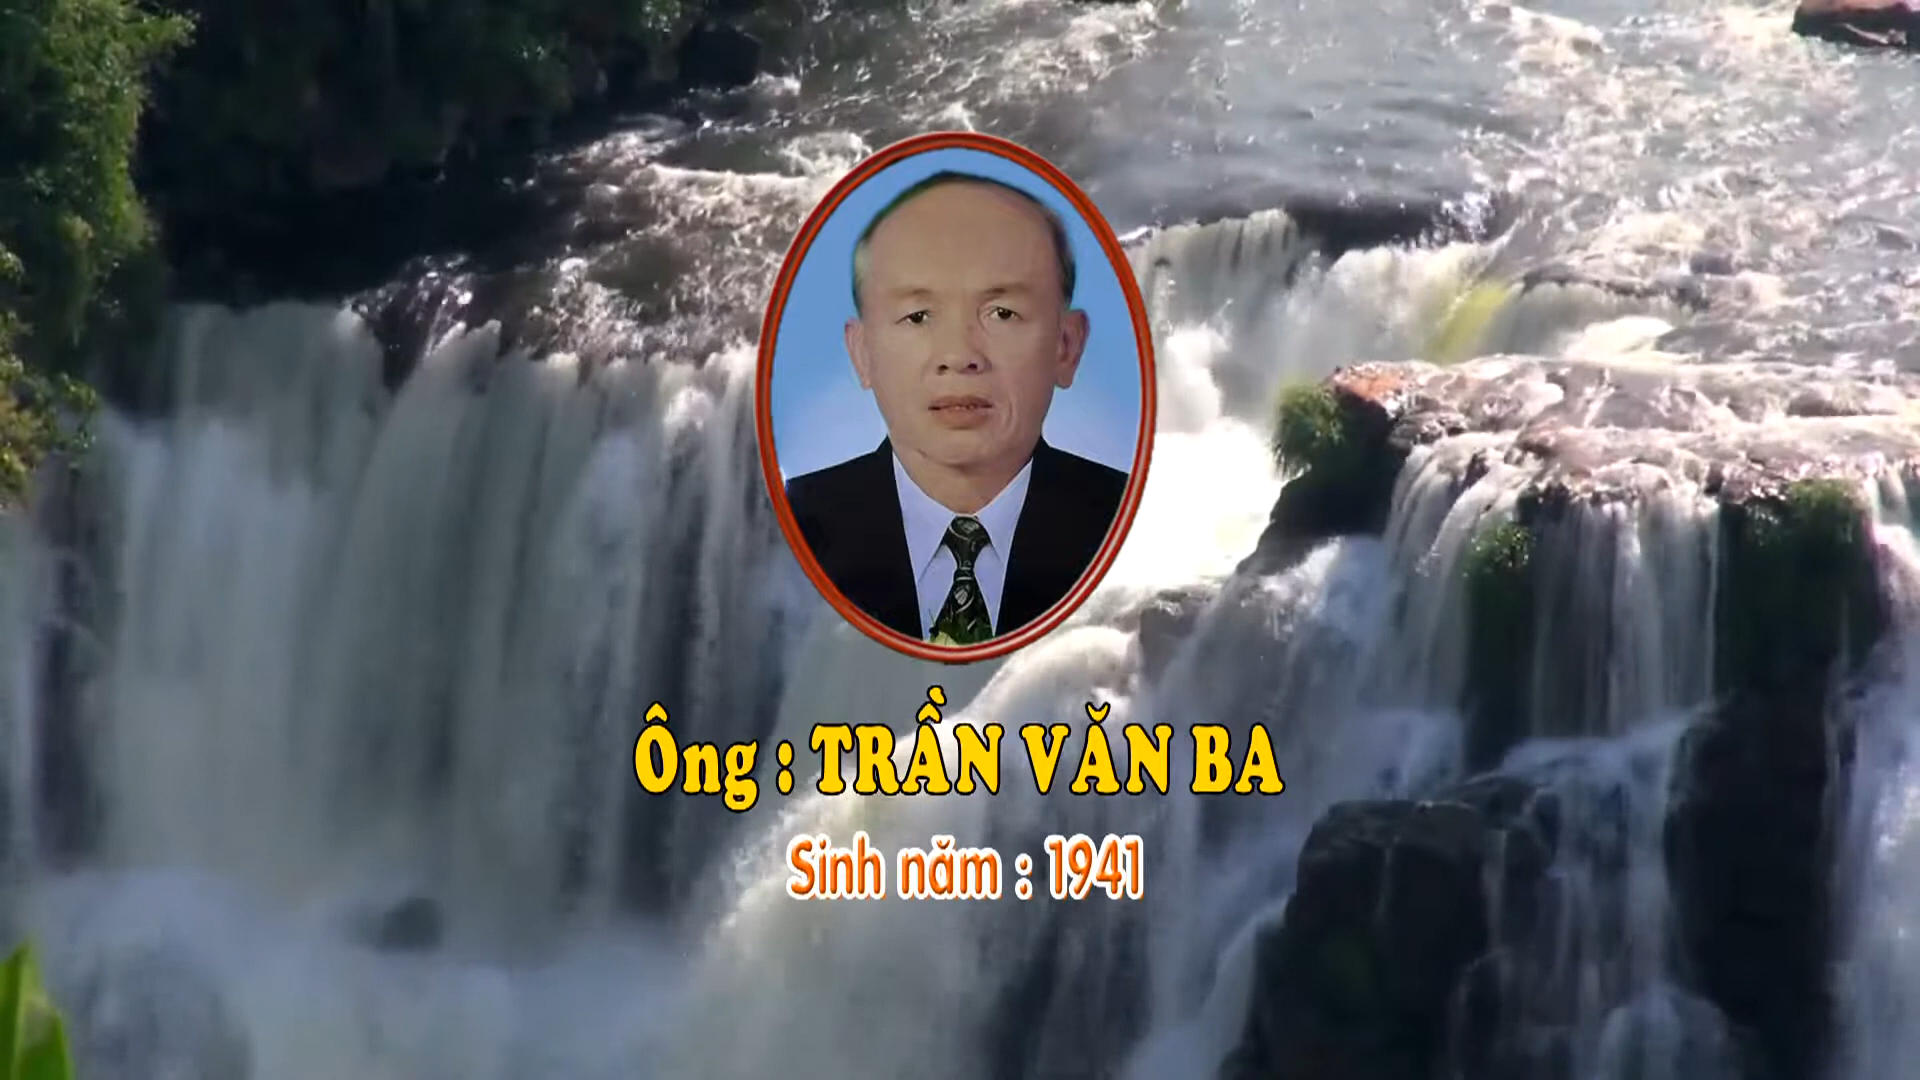 Ông : TRẦN VĂN BA
Sinh năm : 1941